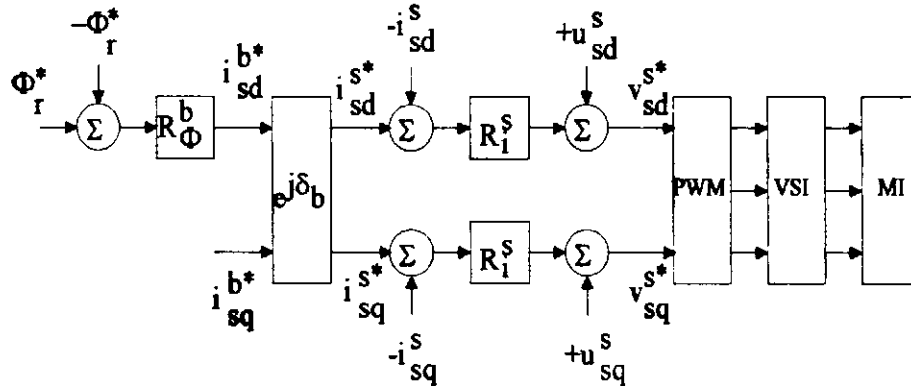 –Φ*r
Φ*r
Σ
R^b_Φ
i^b*_sd
e^jδ_b
i^b*_sq
i^s*_sd
-i^s_sd
Σ
R^s_i
+u^s_sd
Σ
v^s*_sd
i^s*_sq
Σ
-i^s_sq
R^s_i
Σ
+u^s_sq
v^s*_sq
PWM
VSI
MI